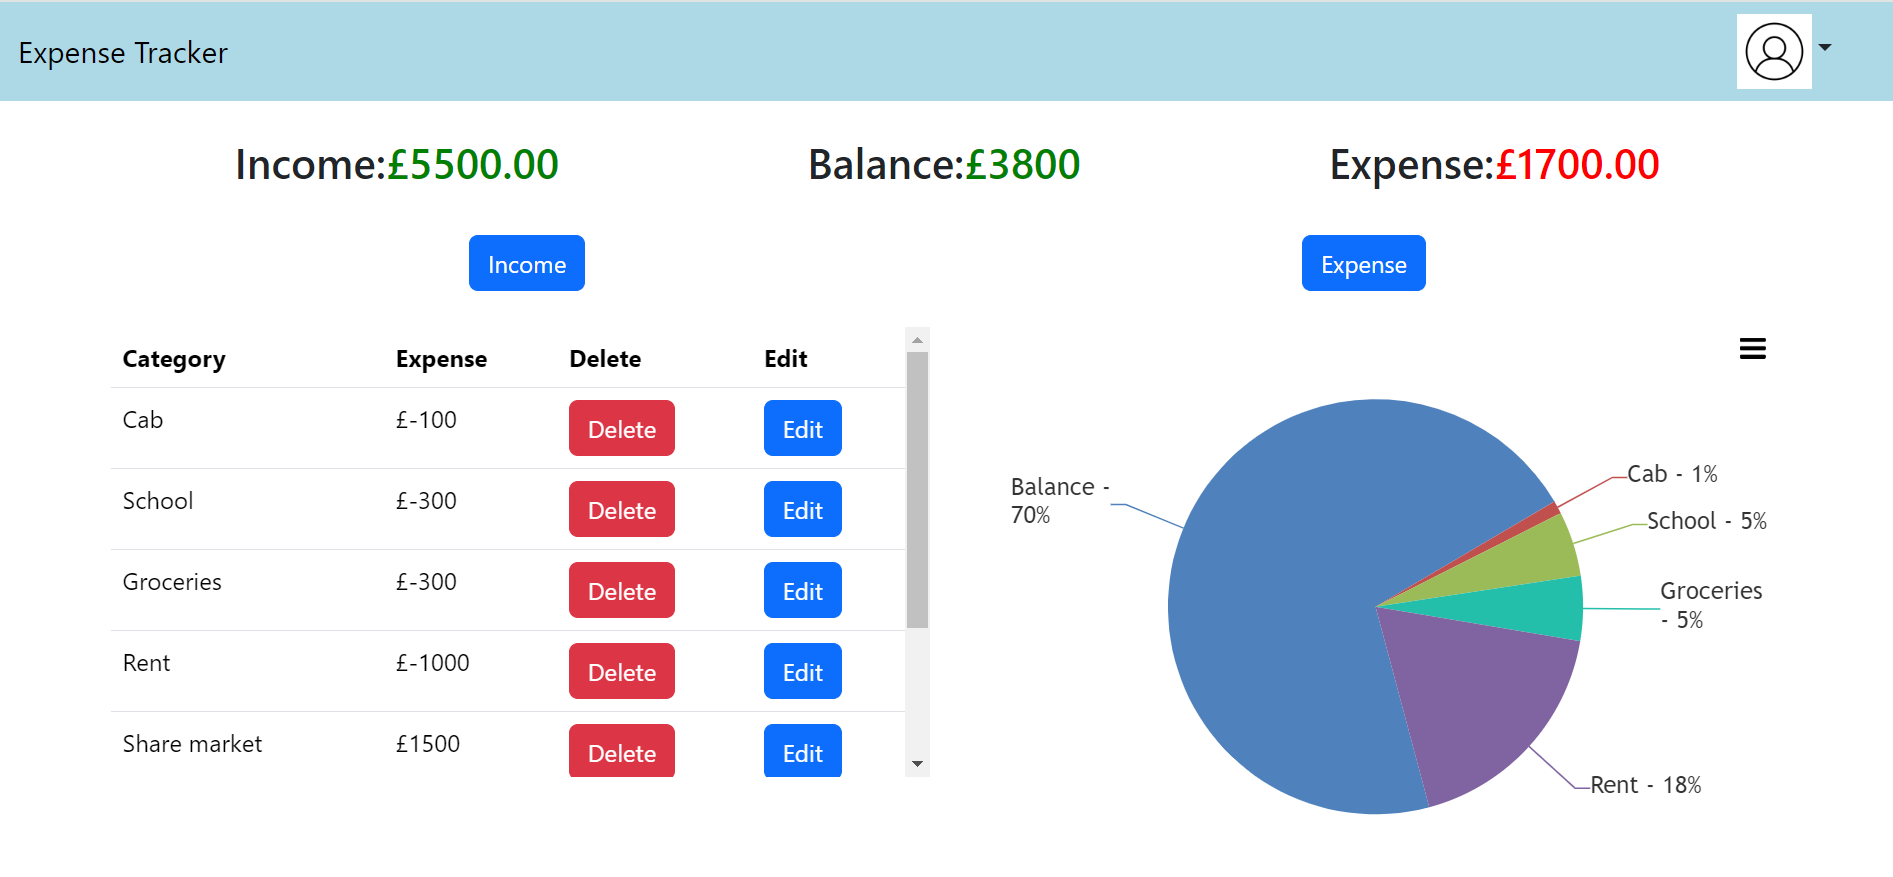 Expense Tracker
Income:£5500.00 Balance:£3800 Expense:£1700.00
Income Expense
Category Expense Delete Edit
Cab £-100 Delete Edit
School £-300 Delete Edit
Groceries £-300 Delete Edit
Rent £-1000 Delete Edit
Share market £1500 Delete Edit
Balance -
70%
Cab - 1%
School - 5%
Groceries
- 5%
Rent - 18%